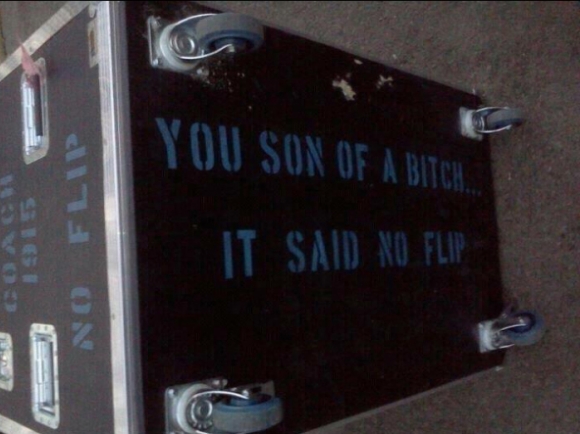 YOU SON OF A BITCH...
IT SAID NO FLIP
COACH
1915
NO FLIP